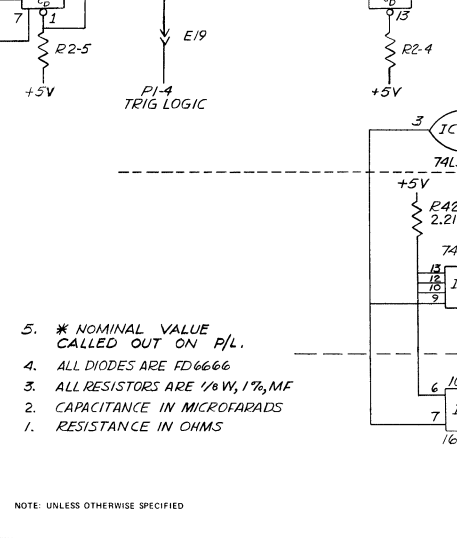 CD
7 1
R2-5
+5V
E19
P1-4
TRIG LOGIC
CD
13
R2-4
+5V
3
IC
74L
+5V
R42
2.21
74
13
12
10
9
I
6
10
7
16
5. * NOMINAL VALUE
CALLED OUT ON P/L.
4. ALL DIODES ARE FD6666
3. ALL RESISTORS ARE 1/8 W, 1%, MF
2. CAPACITANCE IN MICROFARADS
1. RESISTANCE IN OHMS
NOTE: UNLESS OTHERWISE SPECIFIED